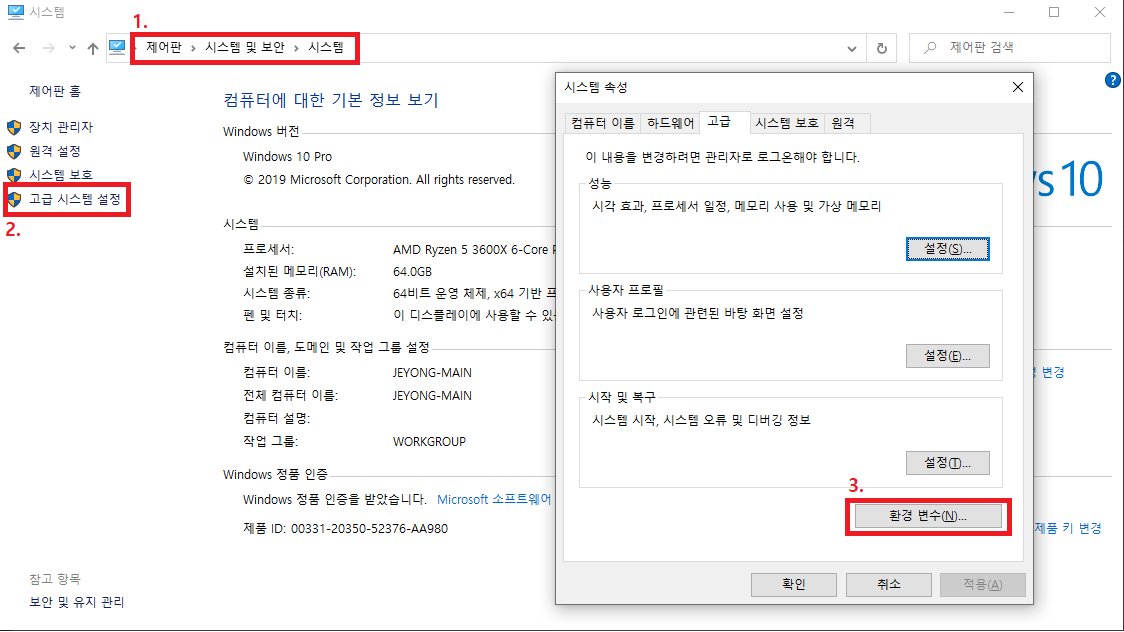 시스템
1.
제어판 > 시스템 및 보안 > 시스템
제어판 검색
제어판 홈
장치 관리자
원격 설정
시스템 보호
고급 시스템 설정
2.
참고 항목
보안 및 유지 관리
컴퓨터에 대한 기본 정보 보기
Windows 버전
Windows 10 Pro
© 2019 Microsoft Corporation. All rights reserved.
s 10
시스템
프로세서: AMD Ryzen 5 3600X 6-Core
설치된 메모리(RAM): 64.0GB
시스템 종류: 64비트 운영 체제, x64 기반
펜 및 터치: 이 디스플레이에 사용할 수
컴퓨터 이름, 도메인 및 작업 그룹 설정
컴퓨터 이름: JEYONG-MAIN
변경
전체 컴퓨터 이름: JEYONG-MAIN
컴퓨터 설명:
작업 그룹: WORKGROUP
Windows 정품 인증
Windows 정품 인증을 받았습니다. Microsoft 소프트웨어
제품 ID: 00331-20350-52376-AA980
제품 키 변경
시스템 속성
컴퓨터 이름 하드웨어 고급 시스템 보호 원격
이 내용을 변경하려면 관리자로 로그온해야 합니다.
성능
시각 효과, 프로세서 일정, 메모리 사용 및 가상 메모리
설정(S)...
사용자 프로필
사용자 로그인에 관련된 바탕 화면 설정
설정(E)...
시작 및 복구
시스템 시작, 시스템 오류 및 디버깅 정보
설정(T)...
3.
환경 변수(N)...
확인 취소 적용(A)